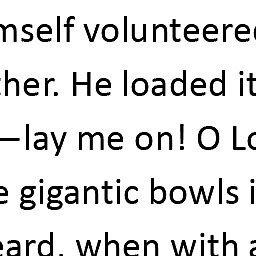 mself volunteered
ther. He loaded it
—lay me on! O Lo
e gigantic bowls i
eard, when with a